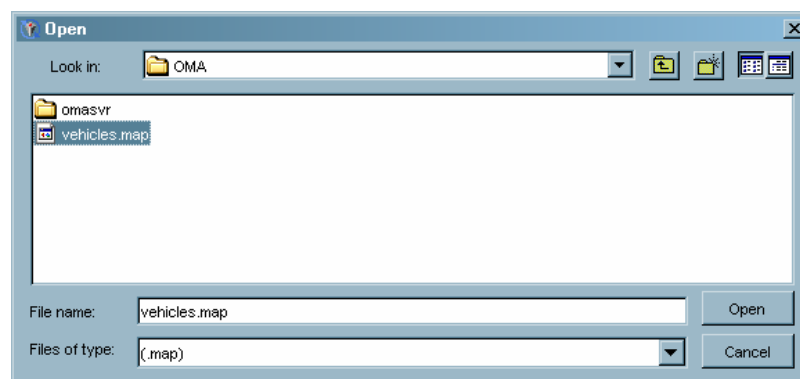 Open
Look in: OMA
omasvr
vehicles.map
File name: vehicles.map Open
Files of type: (.map) Cancel